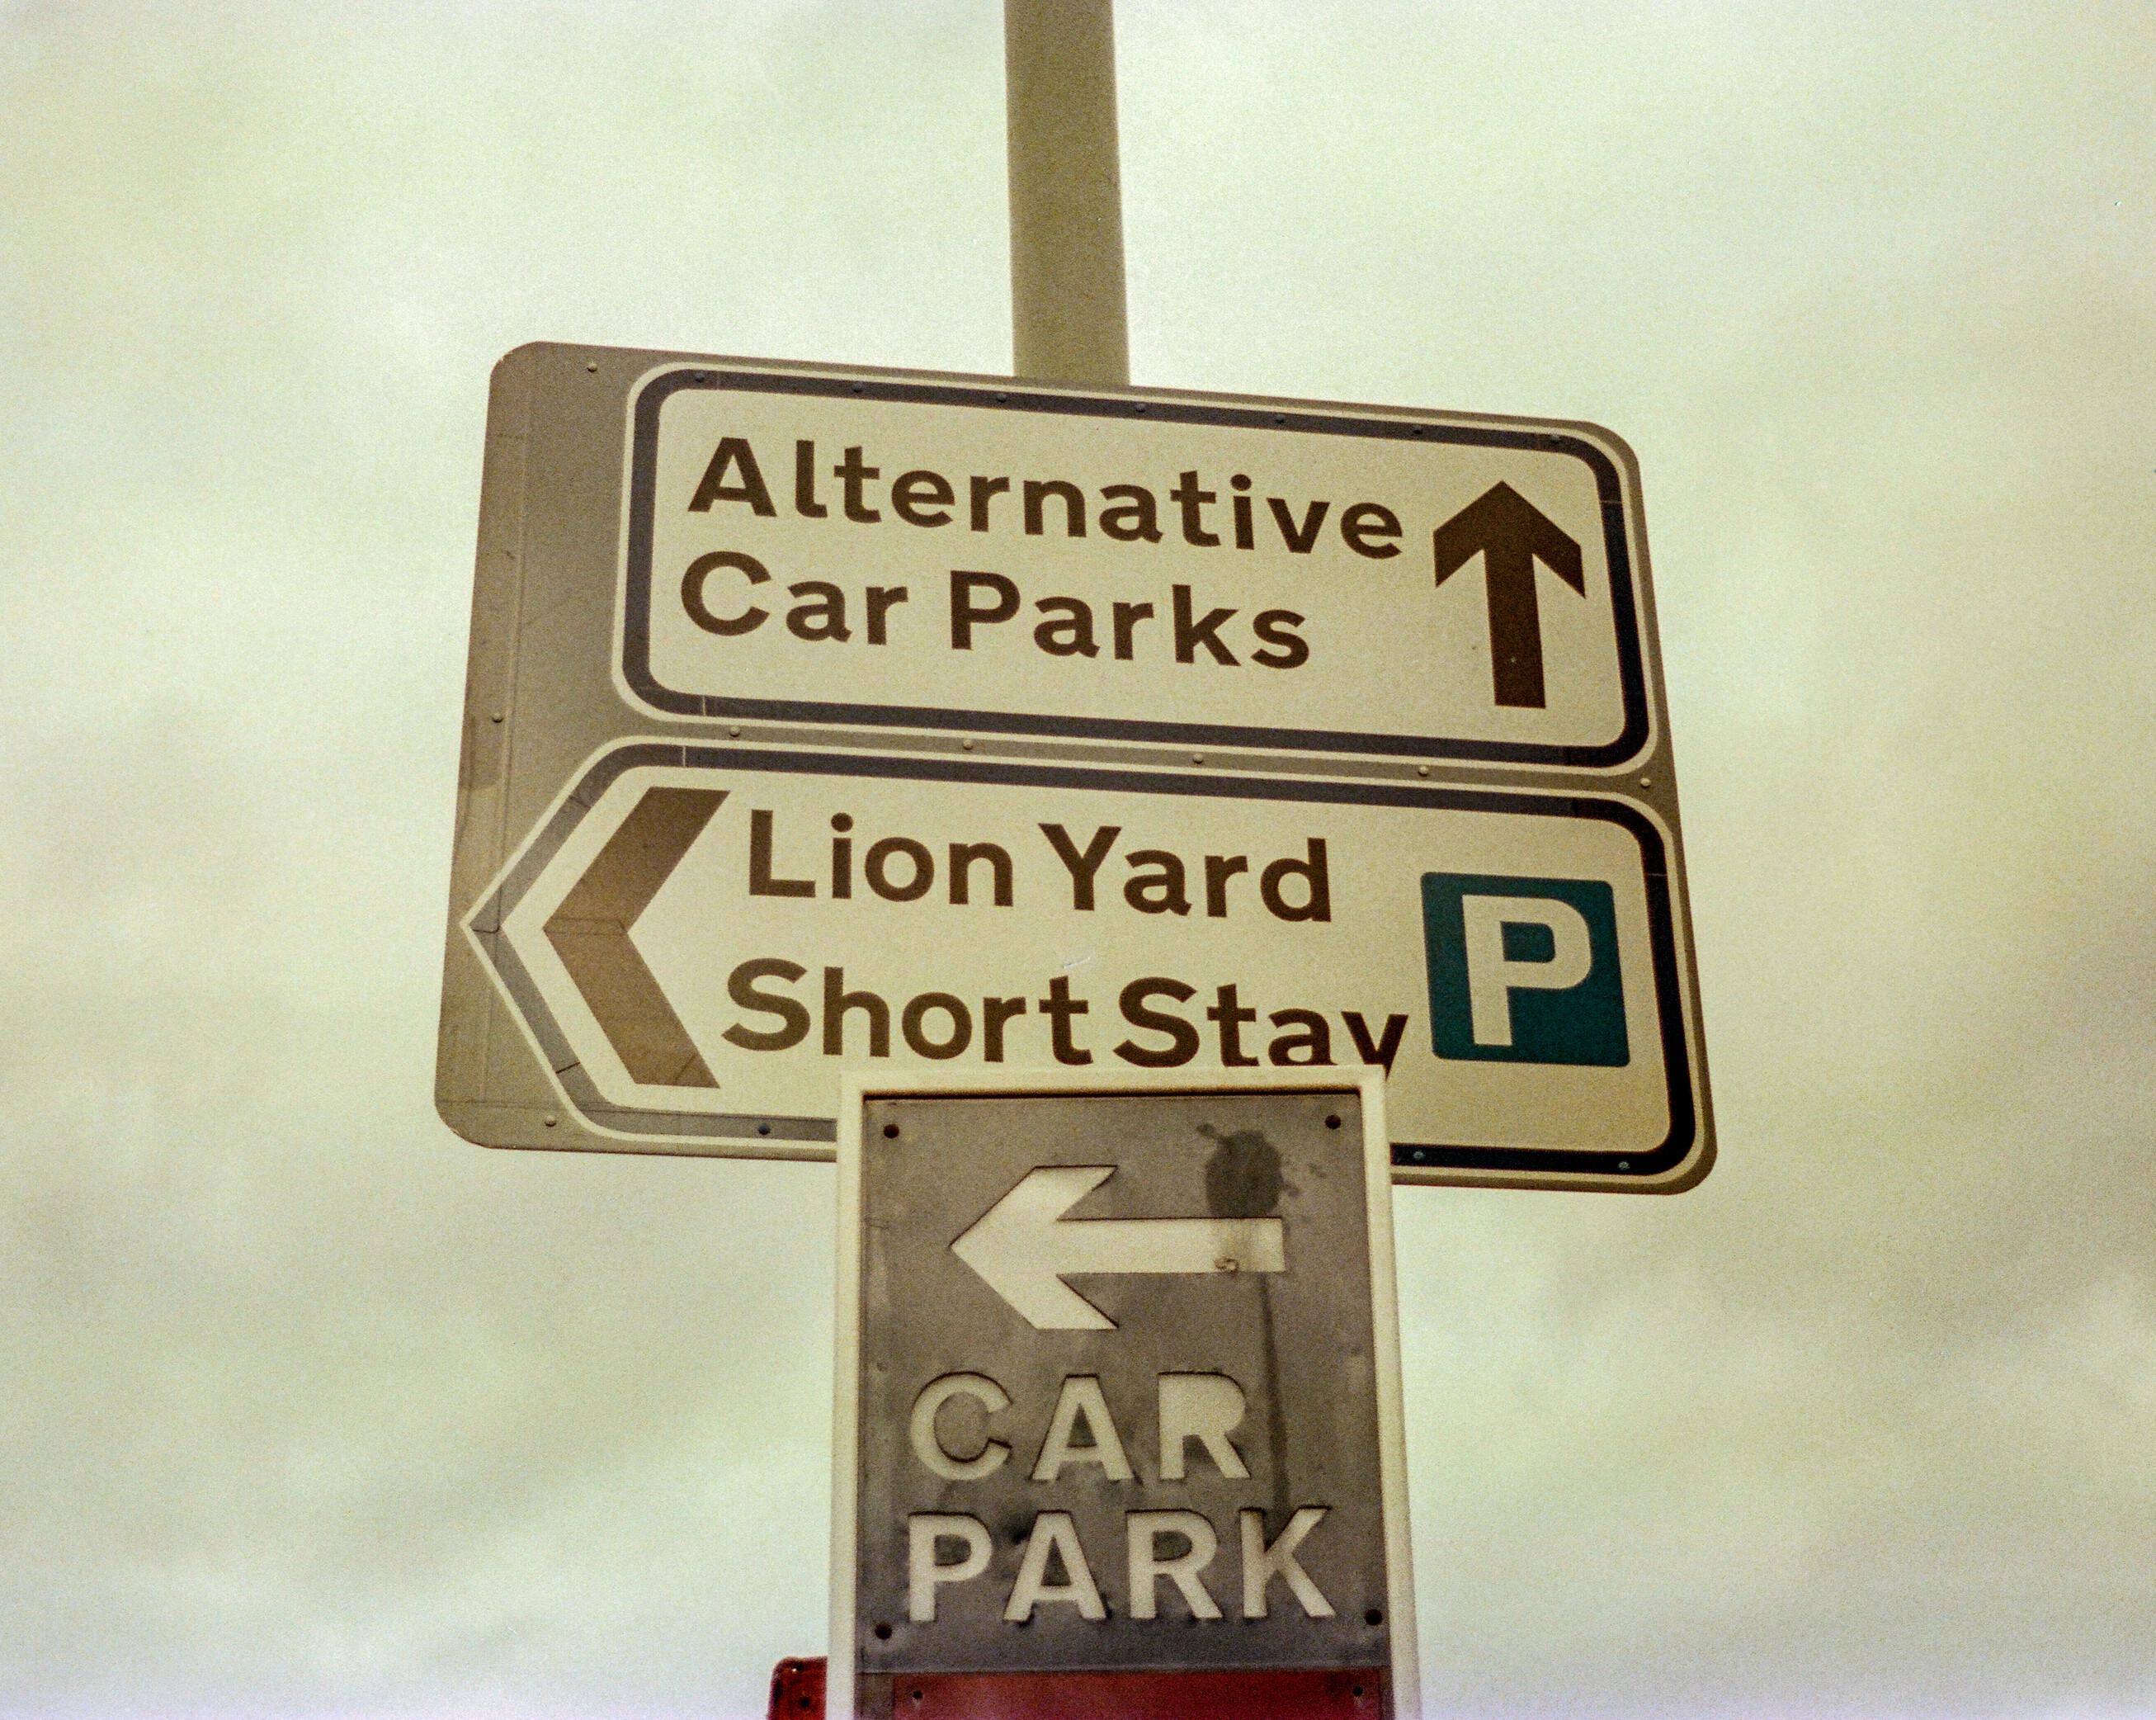 Alternative
Car Parks
Lion Yard
Short Stay
P
CAR
PARK